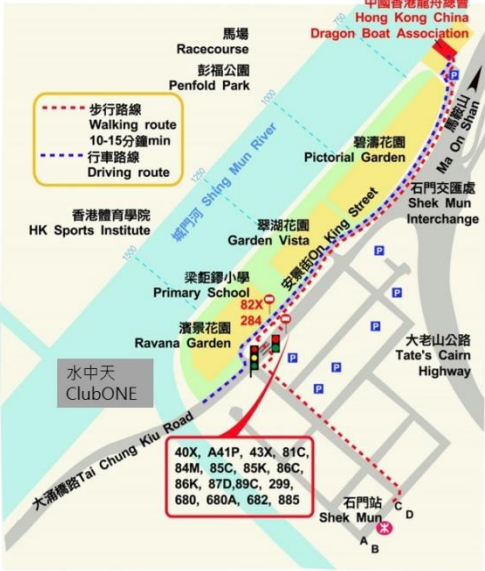 中國香港龍舟總會
Hong Kong China
Dragon Boat Association
750
馬場
Racecourse
彭福公園
Penfold Park
P
步行路線
Walking route
10-15分鐘min
行車路線
Driving route
1000
馬鞍山
Ma On Shan
碧濤花園
Pictorial Garden
城門河 Shing Mun River
1250
石門交匯處
Shek Mun
Interchange
香港體育學院
HK Sports Institute
翠湖花園
Garden Vista
安景街On King Street
1500
P
P
梁鉅鏐小學
Primary School
82X
284
P
P
濱景花園
Ravana Garden
大老山公路
Tate's Cairn
Highway
P
P
P
水中天
ClubONE
大涌橋路Tai Chung Kiu Road
40X, A41P, 43X, 81C,
84M, 85C, 85K, 86C,
86K, 87D,89C, 299,
680, 680A, 682, 885
石門站
Shek Mun
C
D
A
B